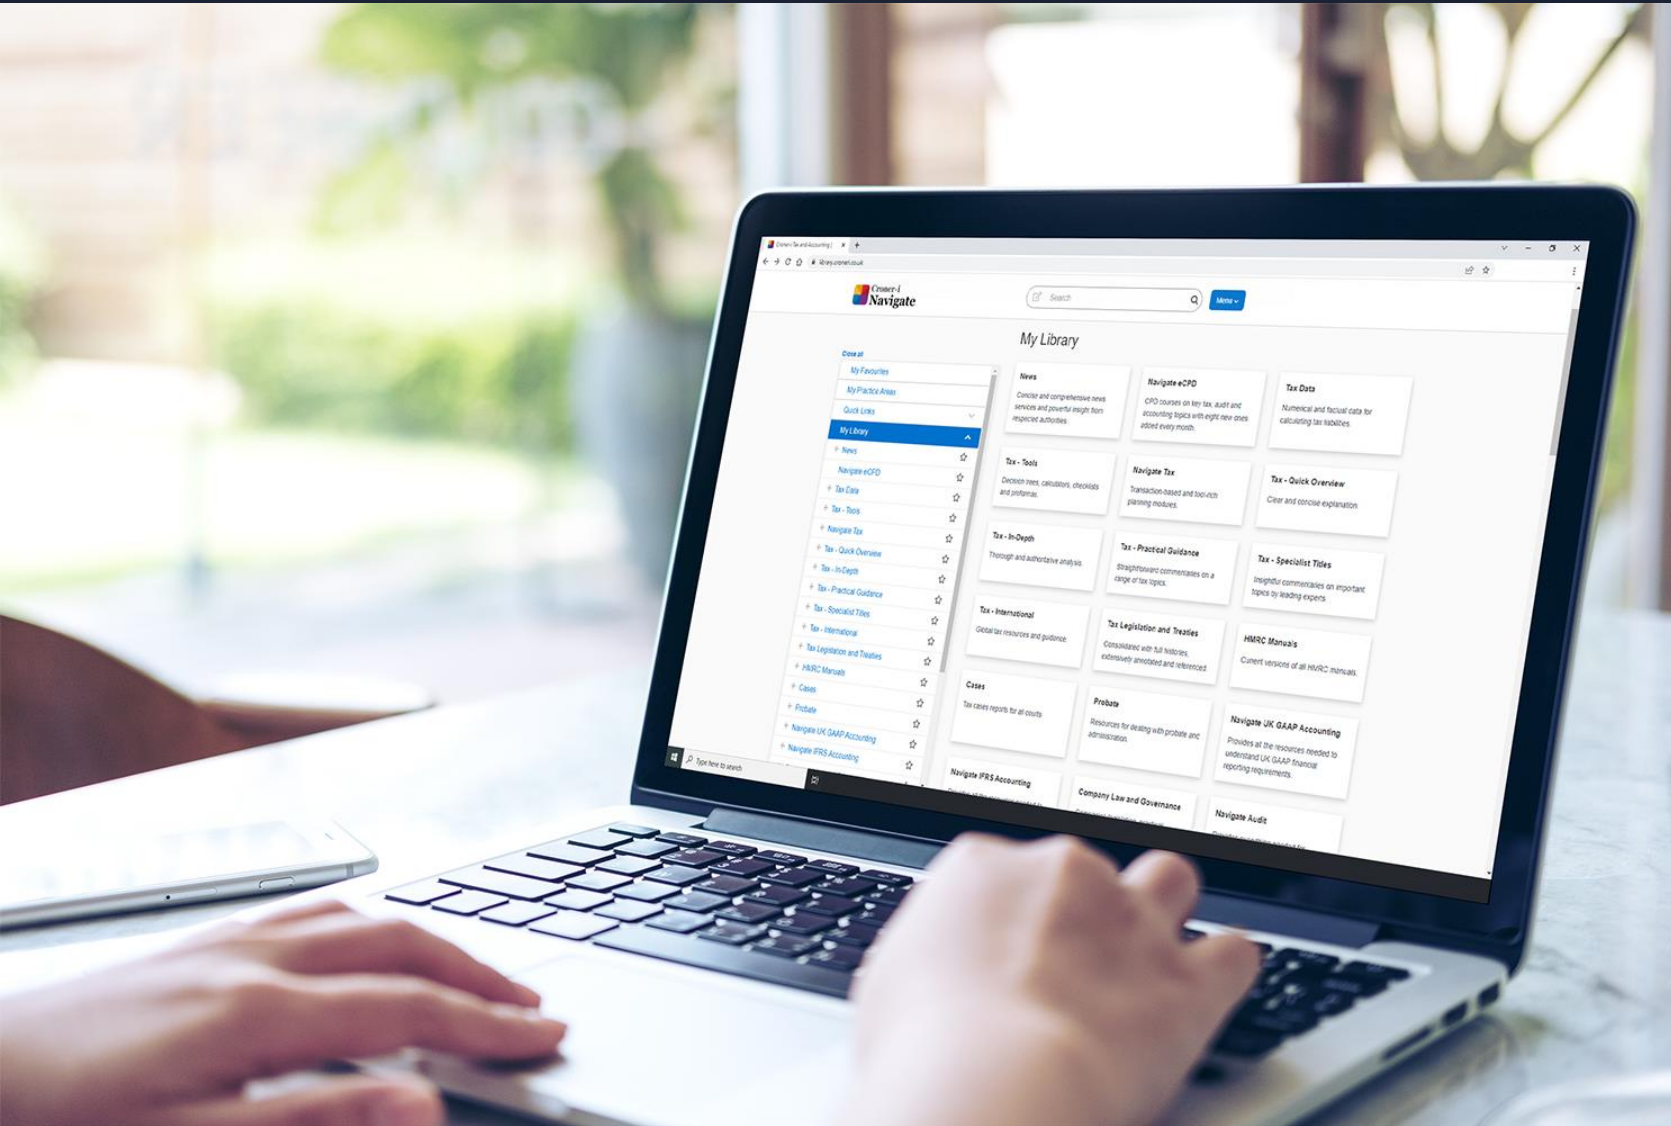 Croner-i Tax and Accounting |
library.croneri.co.uk
Croner-i
Navigate
Search
Menu
My Library
Close all
My Favourites
My Practice Areas
Quick Links
My Library
News
Navigate eCPD
Tax Data
Tax - Tools
Navigate Tax
Tax - Quick Overview
Tax - In-Depth
Tax - Practical Guidance
Tax - Specialist Titles
Tax - International
Tax Legislation and Treaties
HMRC Manuals
Cases
Probate
Navigate UK GAAP Accounting
Navigate IFRS Accounting
News
Concise and comprehensive news
services and powerful insight from
respected authorities.
Navigate eCPD
CPD courses on key tax, audit and
accounting topics with eight new ones
added every month.
Tax Data
Numerical and factual data for
calculating tax liabilities.
Tax - Tools
Decision trees, calculators, checklists
and proformas.
Navigate Tax
Transaction-based and tool-rich
planning modules.
Tax - Quick Overview
Clear and concise explanation.
Tax - In-Depth
Thorough and authoritative analysis.
Tax - Practical Guidance
Straightforward commentaries on a
range of tax topics.
Tax - Specialist Titles
Insightful commentaries on important
topics by leading experts.
Tax - International
Global tax resources and guidance.
Tax Legislation and Treaties
Consolidated with full histories,
extensively annotated and referenced.
HMRC Manuals
Current versions of all HMRC manuals.
Cases
Tax cases reports for all courts.
Probate
Resources for dealing with probate and
administration.
Navigate UK GAAP Accounting
Provides all the resources needed to
understand UK GAAP financial
reporting requirements.
Navigate IFRS Accounting
Company Law and Governance
Navigate Audit
Type here to search